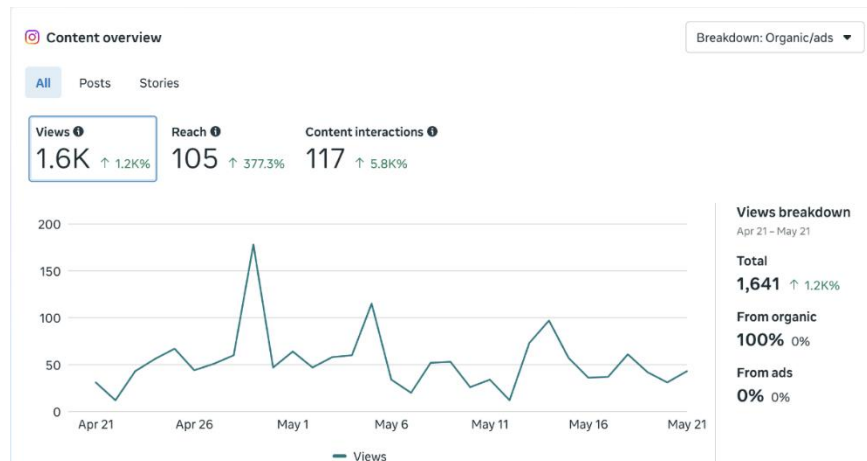 Content overview
Breakdown: Organic/ads
All Posts Stories
Views Reach Content interactions
1.6K ↑ 1.2K% 105 ↑ 377.3% 117 ↑ 5.8K%
200
150
100
50
0
Apr 21 Apr 26 May 1 May 6 May 11 May 16 May 21
Views
Views breakdown
Apr 21 – May 21
Total
1,641 ↑ 1.2K%
From organic
100% 0%
From ads
0% 0%